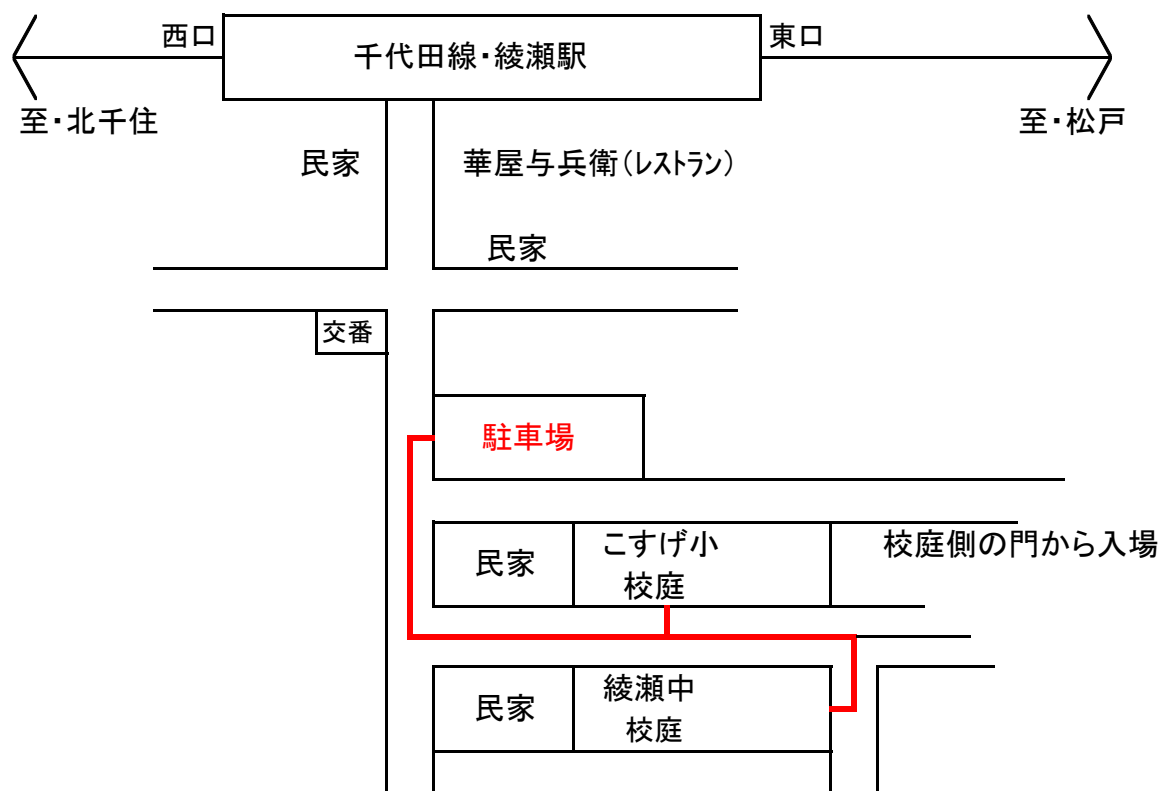 西口
千代田線・綾瀬駅
東口
至・北千住
至・松戸
民家
華屋与兵衛(レストラン)
民家
交番
駐車場
民家
こすげ小
校庭
校庭側の門から入場
民家
綾瀬中
校庭